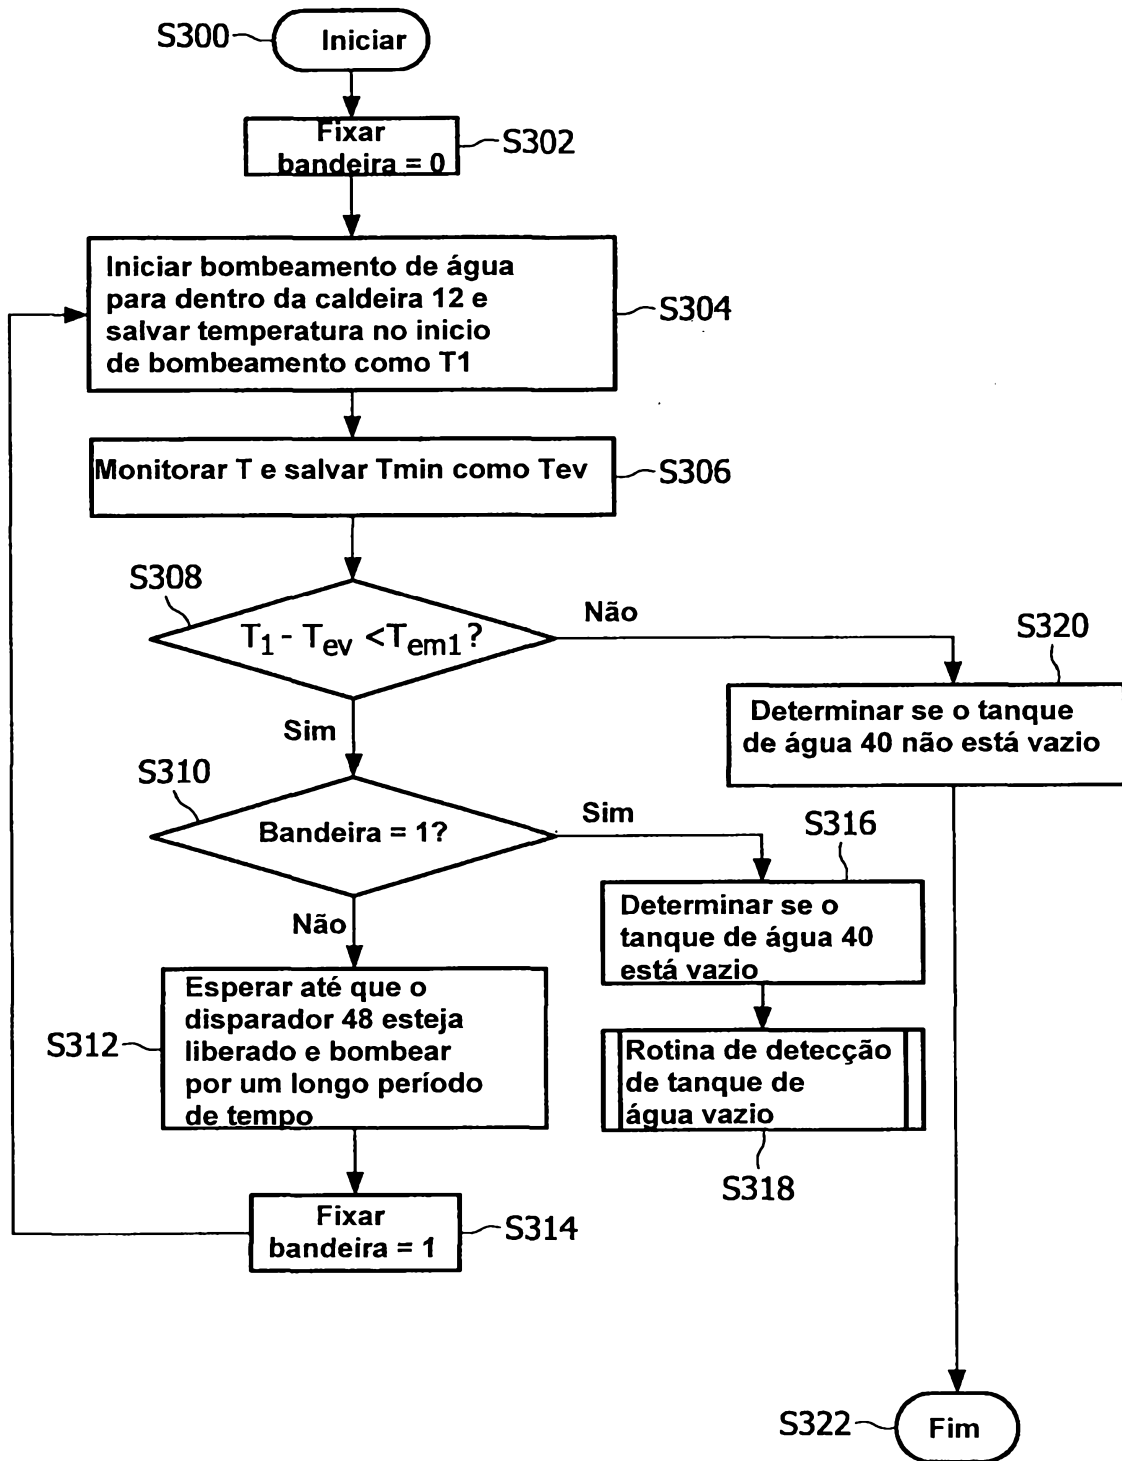 S300
Iniciar
Fixar
bandeira = 0
S302
Iniciar bombeamento de água
para dentro da caldeira 12 e
salvar temperatura no inicio
de bombeamento como T1
S304
Monitorar T e salvar Tmin como Tev
S306
S308
T1 - Tev <Tem1?
Não
Sim
S320
Determinar se o tanque
de água 40 não está vazio
S310
Bandeira = 1?
Sim
Não
S316
Determinar se o
tanque de água 40
está vazio
S312
Esperar até que o
disparador 48 esteja
liberado e bombear
por um longo período
de tempo
Rotina de detecção
de tanque de
água vazio
S318
Fixar
bandeira = 1
S314
S322
Fim